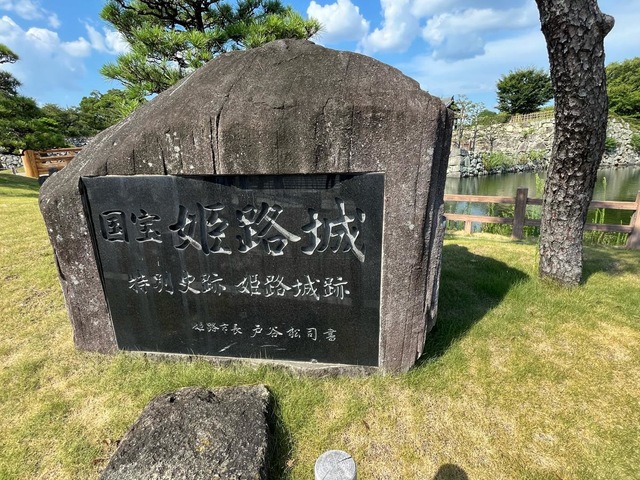 国宝 姫路城
特別史跡 姫路城跡
姫路市長 戸谷松司書